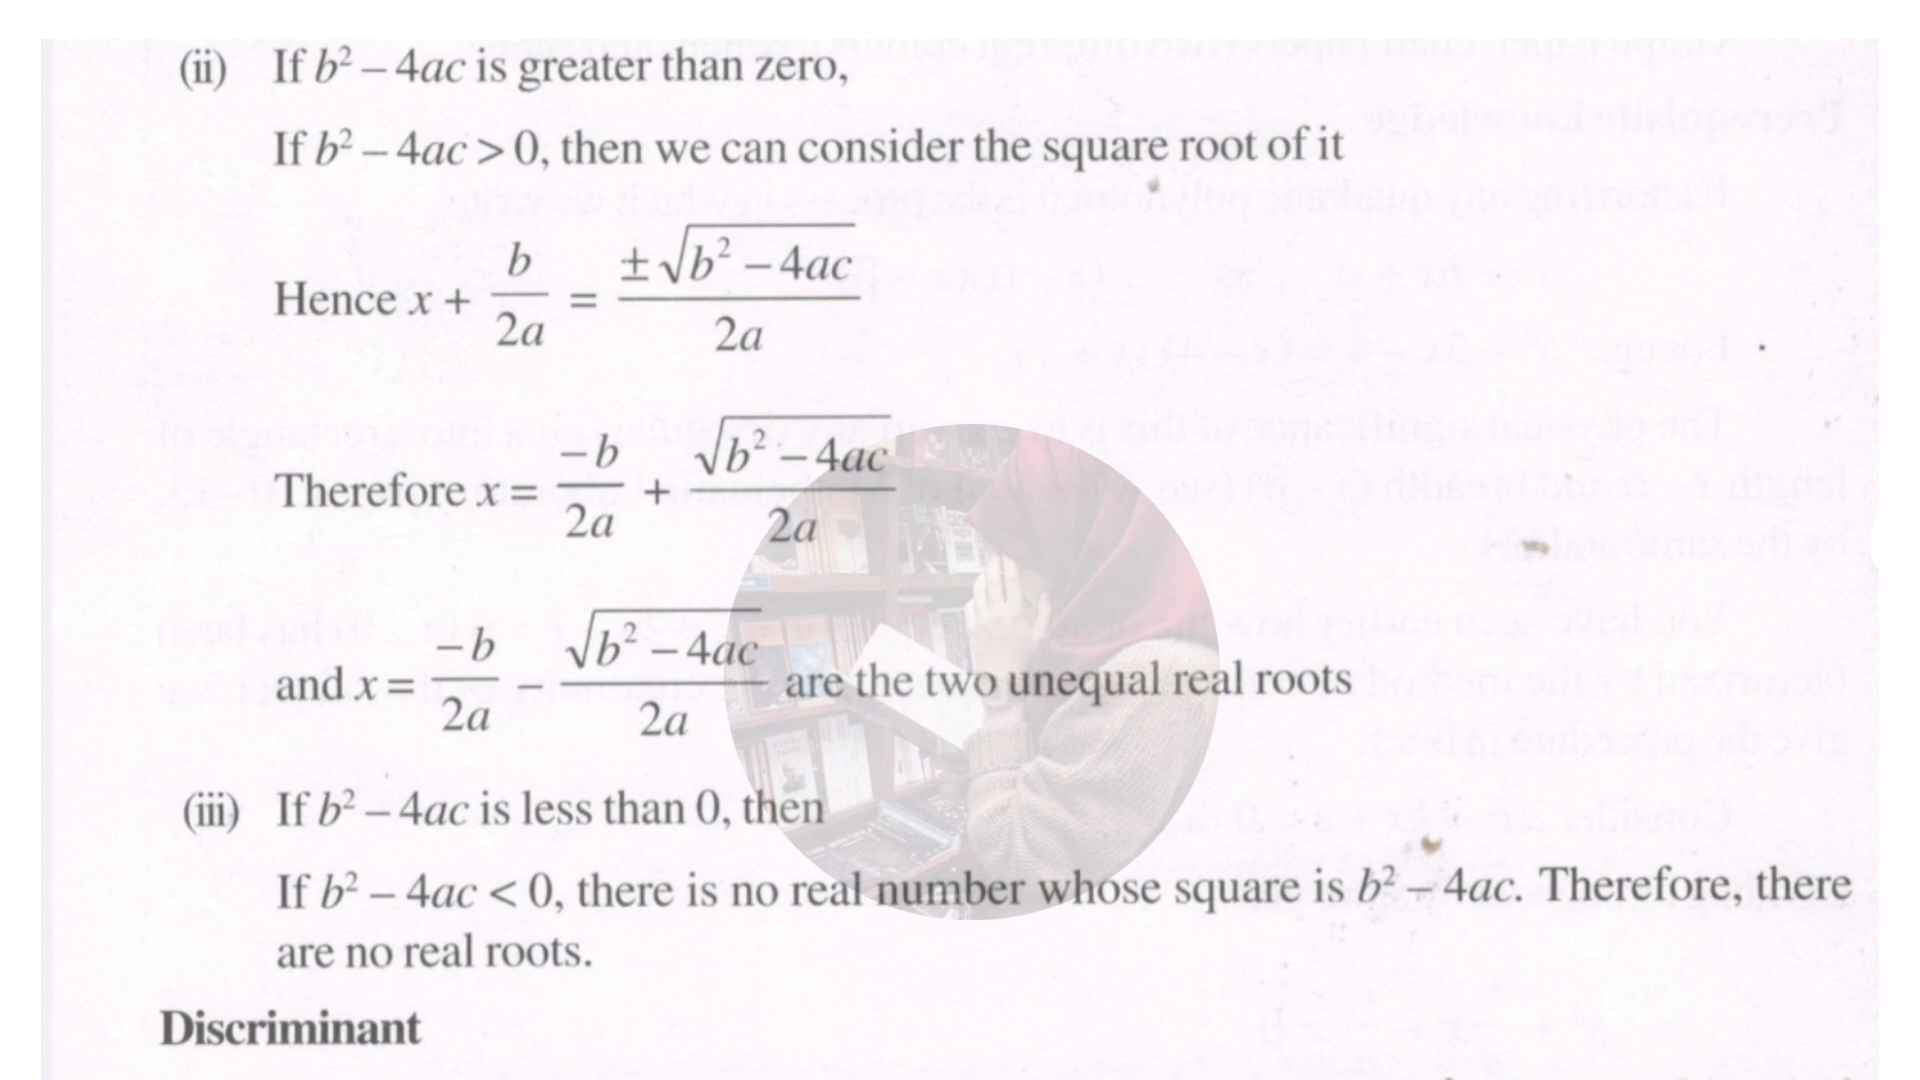 (ii) If b² – 4ac is greater than zero,
If b² – 4ac > 0, then we can consider the square root of it
Hence x + b/2a = ± √(b² – 4ac)/2a
Therefore x = –b/2a + √(b² – 4ac)/2a
and x = –b/2a √(b² – 4ac)/2a are the two unequal real roots
(iii) If b² – 4ac is less than 0, then
If b² – 4ac < 0, there is no real number whose square is b² – 4ac. Therefore, there
are no real roots.
Discriminant